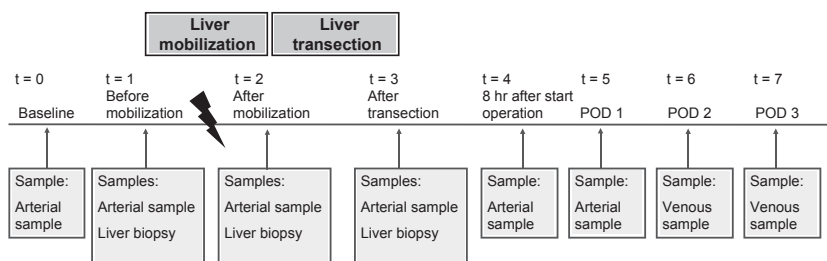 Liver
mobilization
Liver
transection
t = 0
t = 1
t = 2
t = 3
t = 4
t = 5
t = 6
t = 7
Baseline
Before
mobilization
After
mobilization
After
transection
8 hr after start
operation
POD 1
POD 2
POD 3
Sample:
Arterial
sample
Samples:
Arterial sample
Liver biopsy
Samples:
Arterial sample
Liver biopsy
Samples:
Arterial sample
Liver biopsy
Sample:
Arterial
sample
Sample:
Arterial
sample
Sample:
Venous
sample
Sample:
Venous
sample